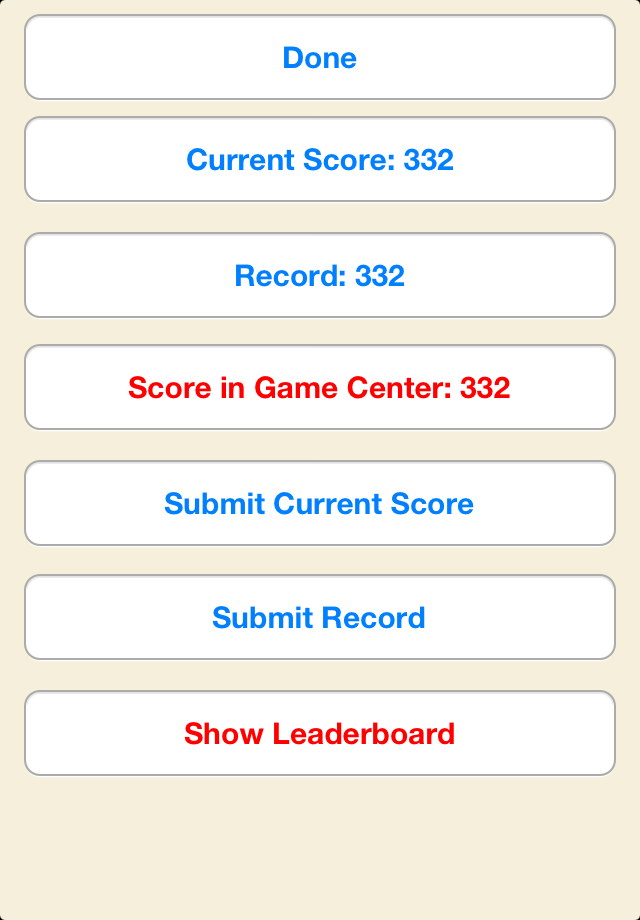 Done
Current Score: 332
Record: 332
Score in Game Center: 332
Submit Current Score
Submit Record
Show Leaderboard